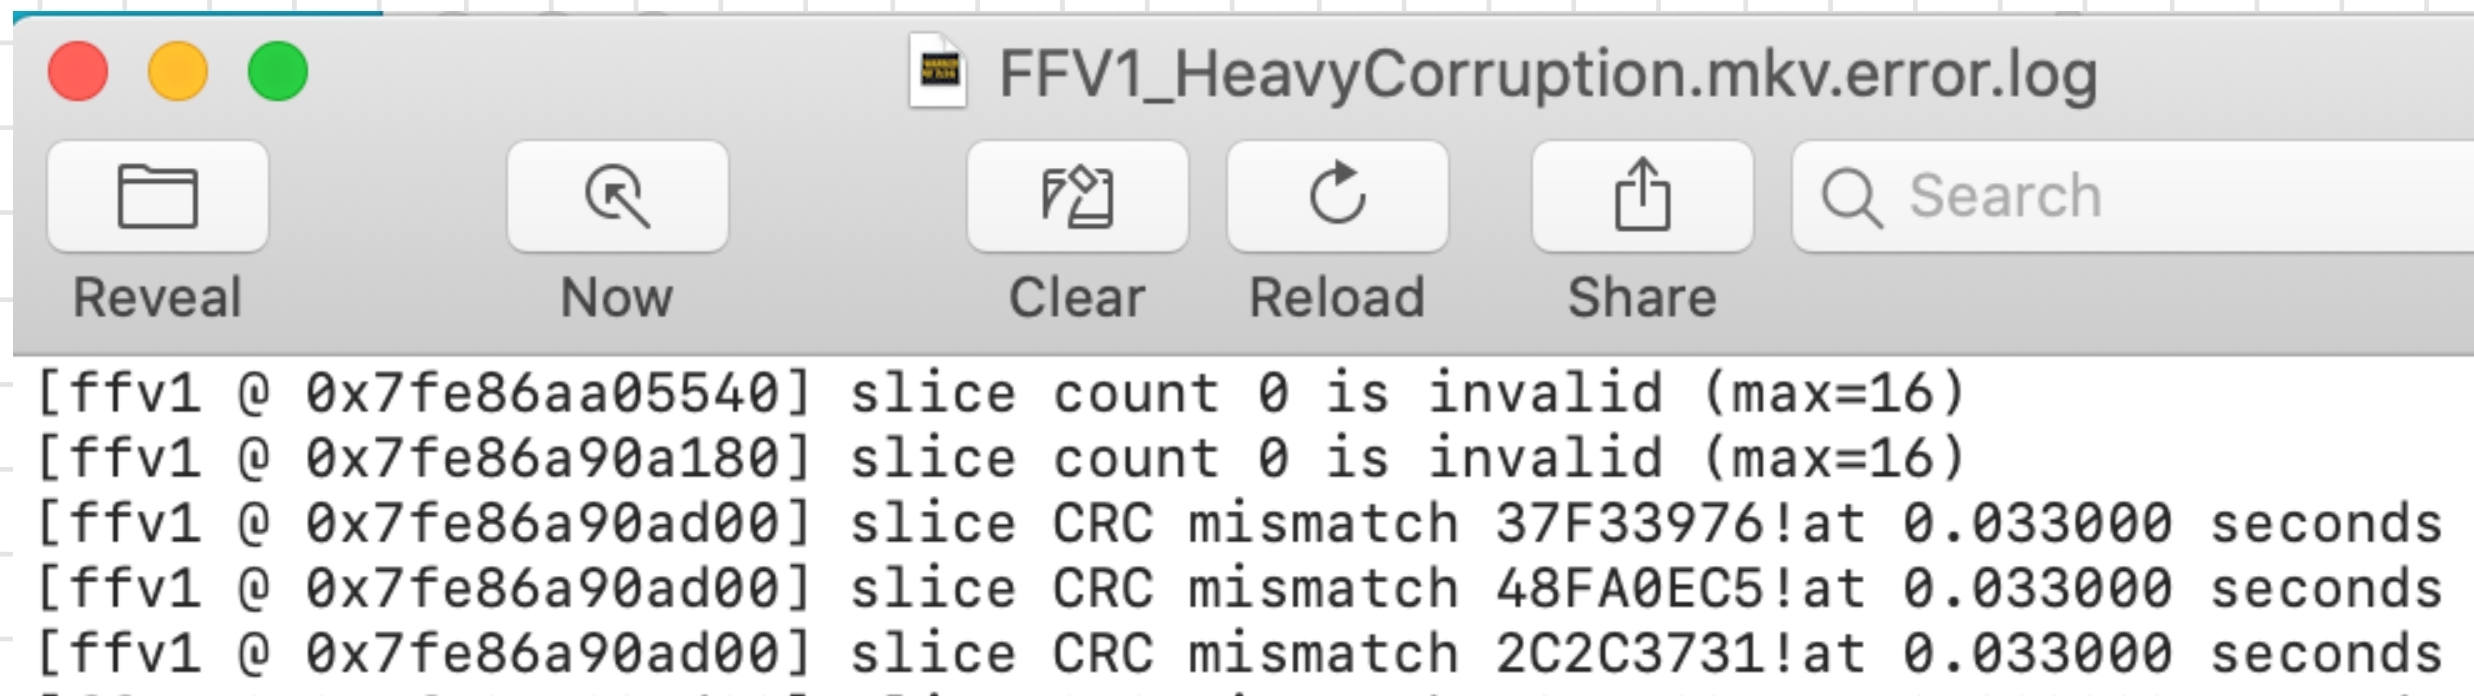 FFV1_HeavyCorruption.mkv.error.log
Reveal Now Clear Reload Share Search
[ffv1 @ 0x7fe86aa05540] slice count 0 is invalid (max=16)
[ffv1 @ 0x7fe86a90a180] slice count 0 is invalid (max=16)
[ffv1 @ 0x7fe86a90ad00] slice CRC mismatch 37F33976!at 0.033000 seconds
[ffv1 @ 0x7fe86a90ad00] slice CRC mismatch 48FA0EC5!at 0.033000 seconds
[ffv1 @ 0x7fe86a90ad00] slice CRC mismatch 2C2C3731!at 0.033000 seconds